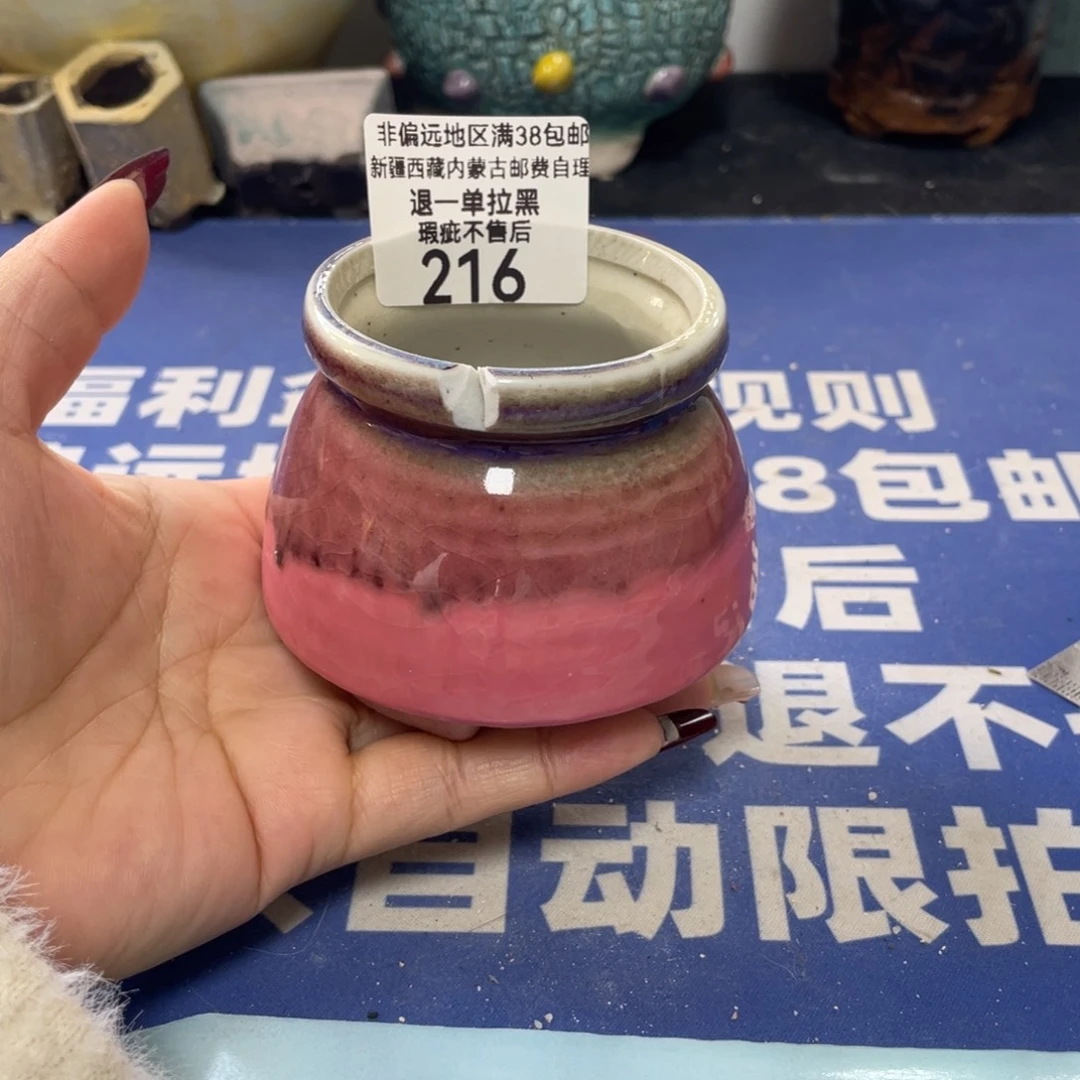 非偏远地区满38包邮
新疆西藏内蒙古邮费自理
退一单拉黑
瑕疵不售后
216
福利 规则
8包邮
后
退不
自动限拍